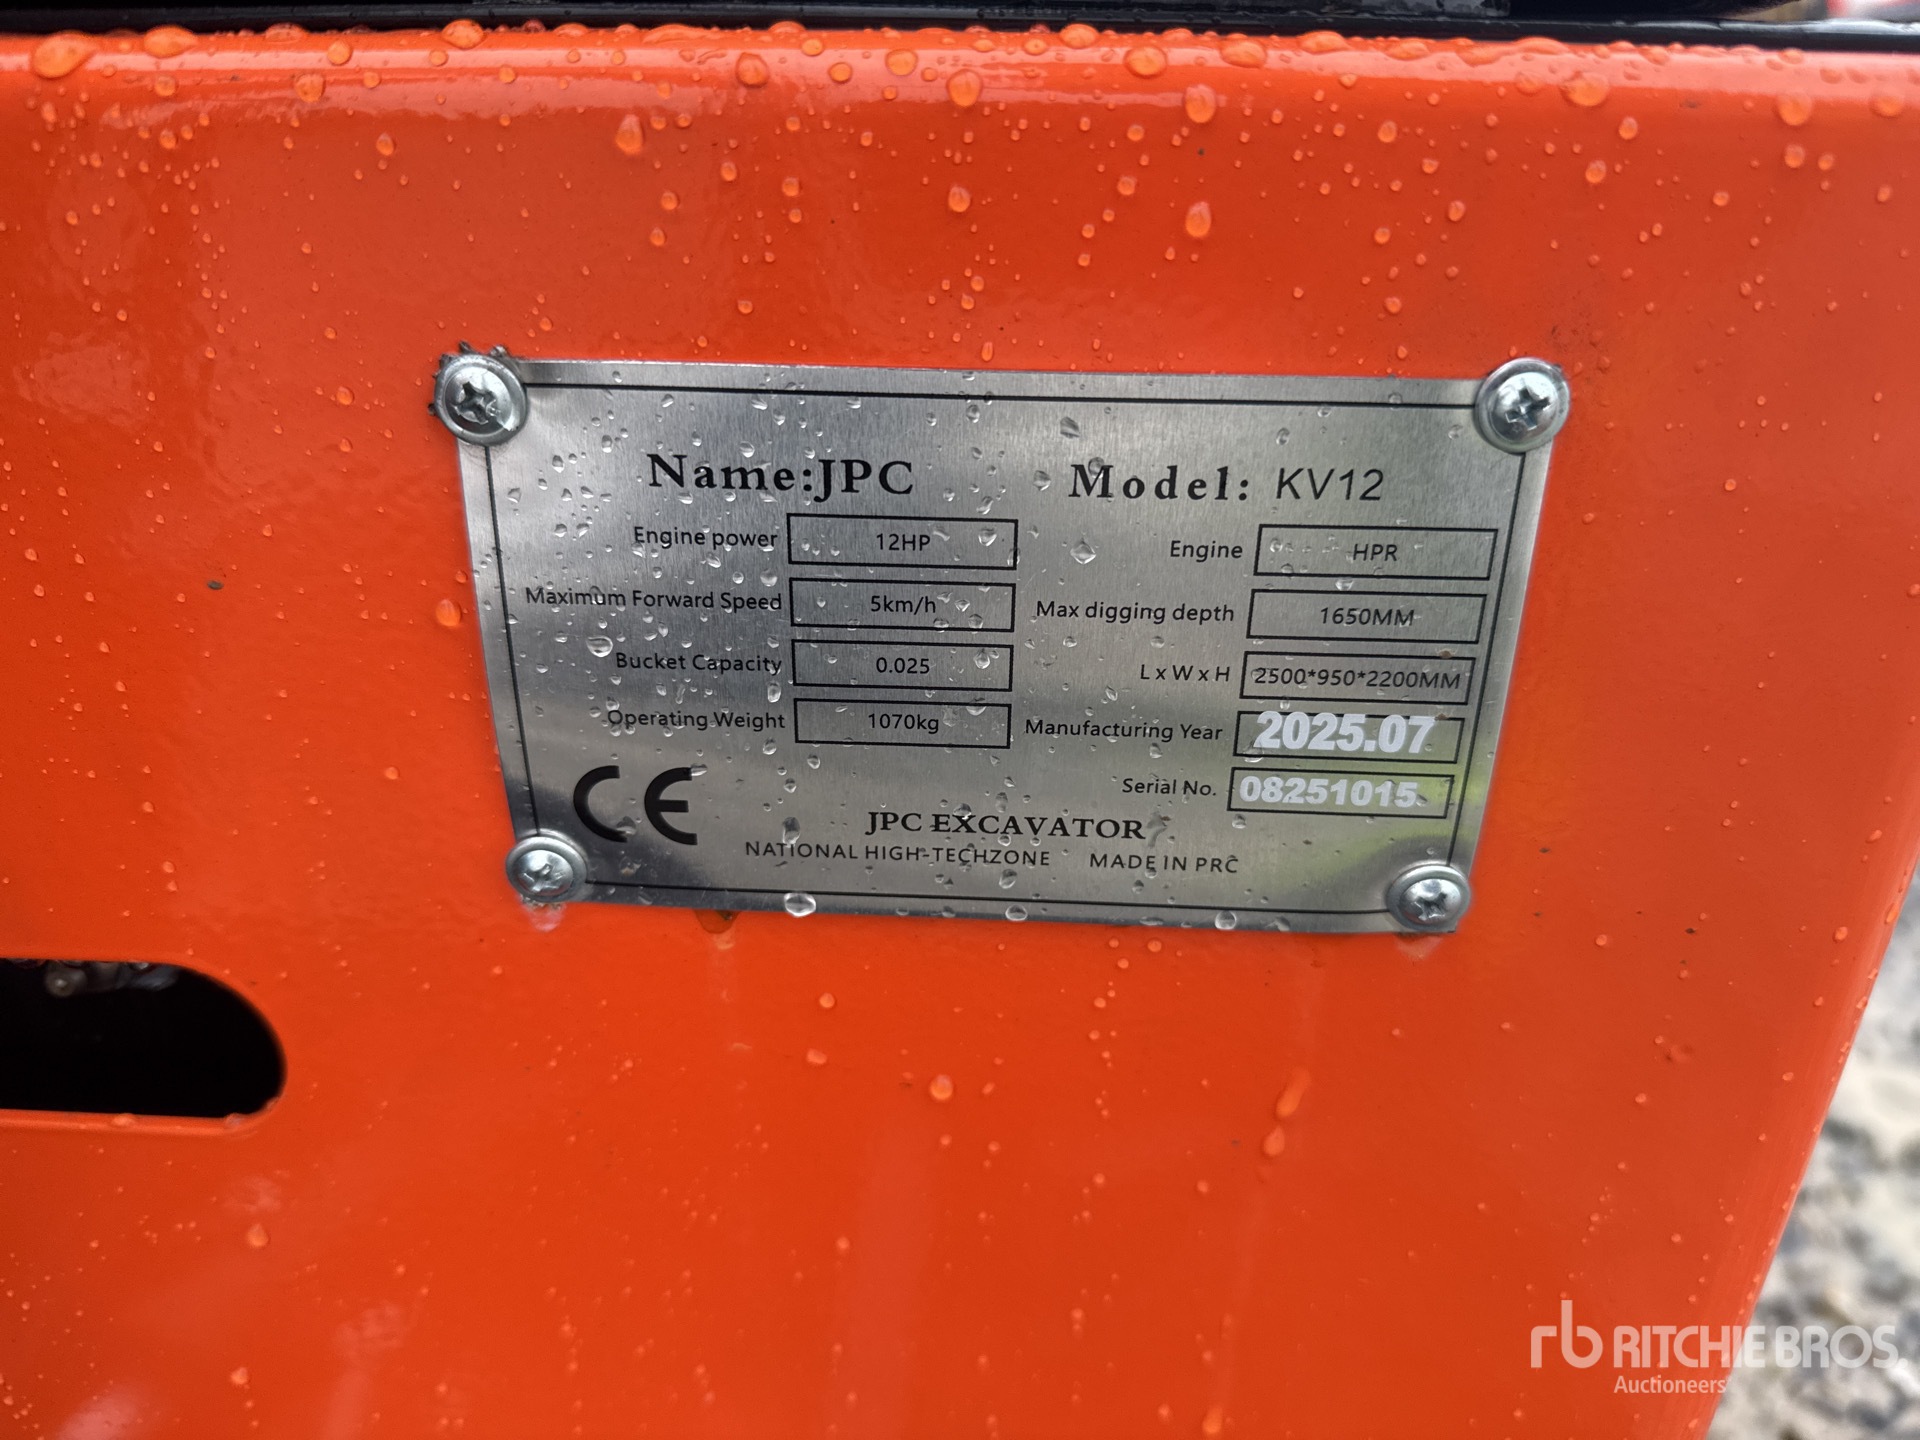 Name:JPC Model: KV12
Engine power 12HP Engine HPR
Maximum Forward Speed 5km/h Max digging depth 1650MM
Bucket Capacity 0.025 L x W x H 2500*950*2200MM
Operating Weight 1070kg Manufacturing Year 2025.07
Serial No. 08251015
CE
JPC EXCAVATOR
NATIONAL HIGH-TECHZONE MADE IN PRC
rb RITCHIE BROS.
Auctioneers